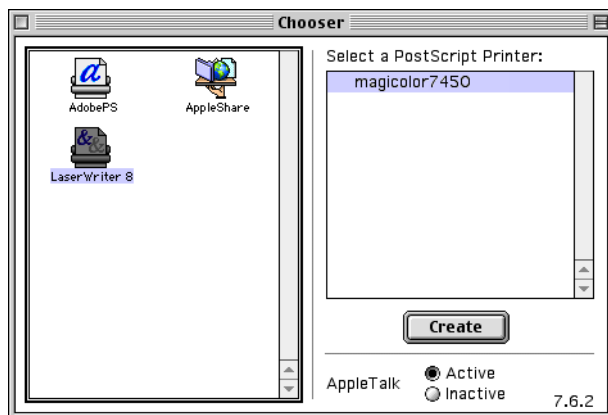 Chooser
AdobePS
AppleShare
LaserWriter 8
Select a PostScript Printer:
magicolor7450
Create
AppleTalk
Active
Inactive
7.6.2